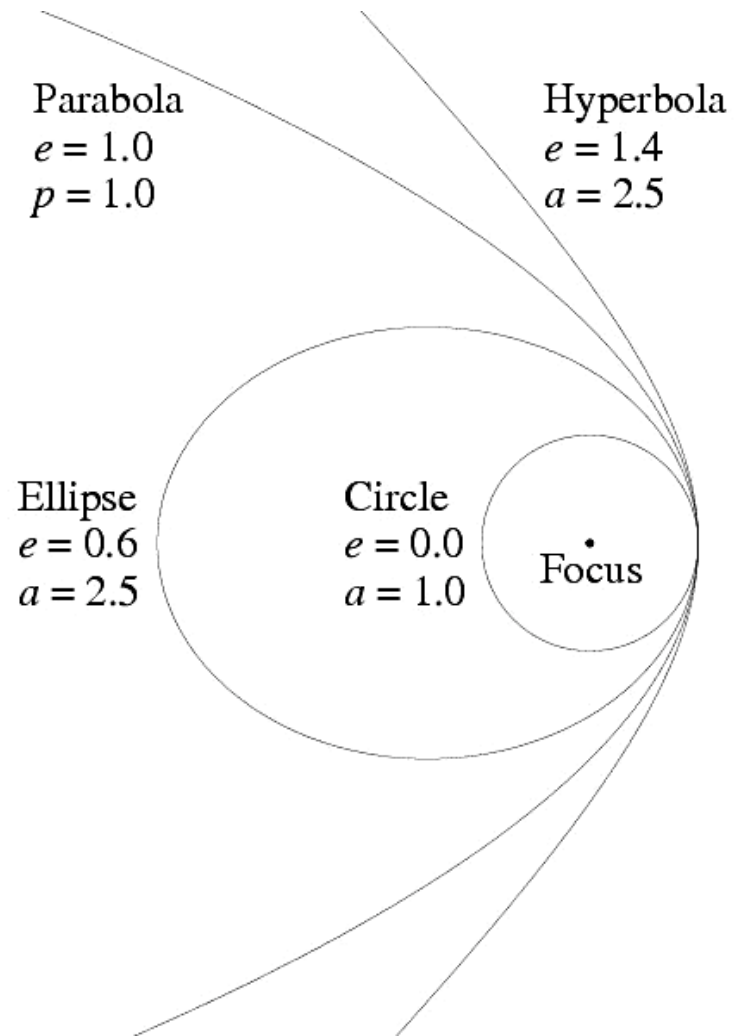 Parabola
e = 1.0
p = 1.0
Hyperbola
e = 1.4
a = 2.5
Ellipse
e = 0.6
a = 2.5
Circle
e = 0.0
a = 1.0
Focus